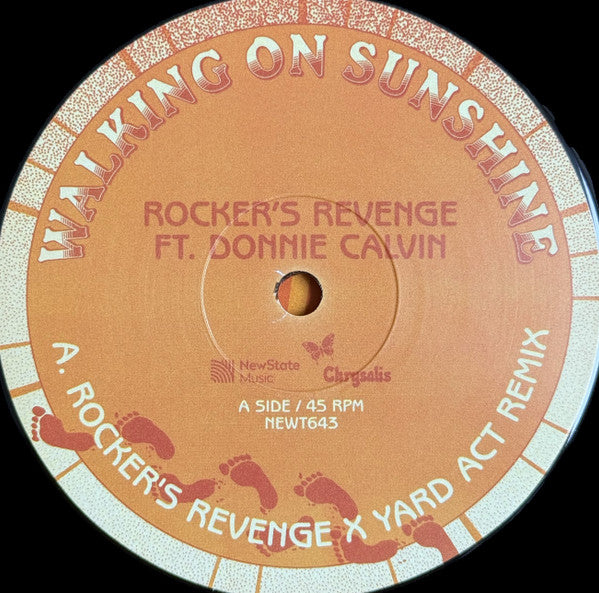 WALKING ON SUNSHINE
ROCKER'S REVENGE
FT. DONNIE CALVIN
NewState
Music
Chrysalis
A SIDE / 45 RPM
NEWT643
A. ROCKER'S REVENGE X YARD ACT REMIX